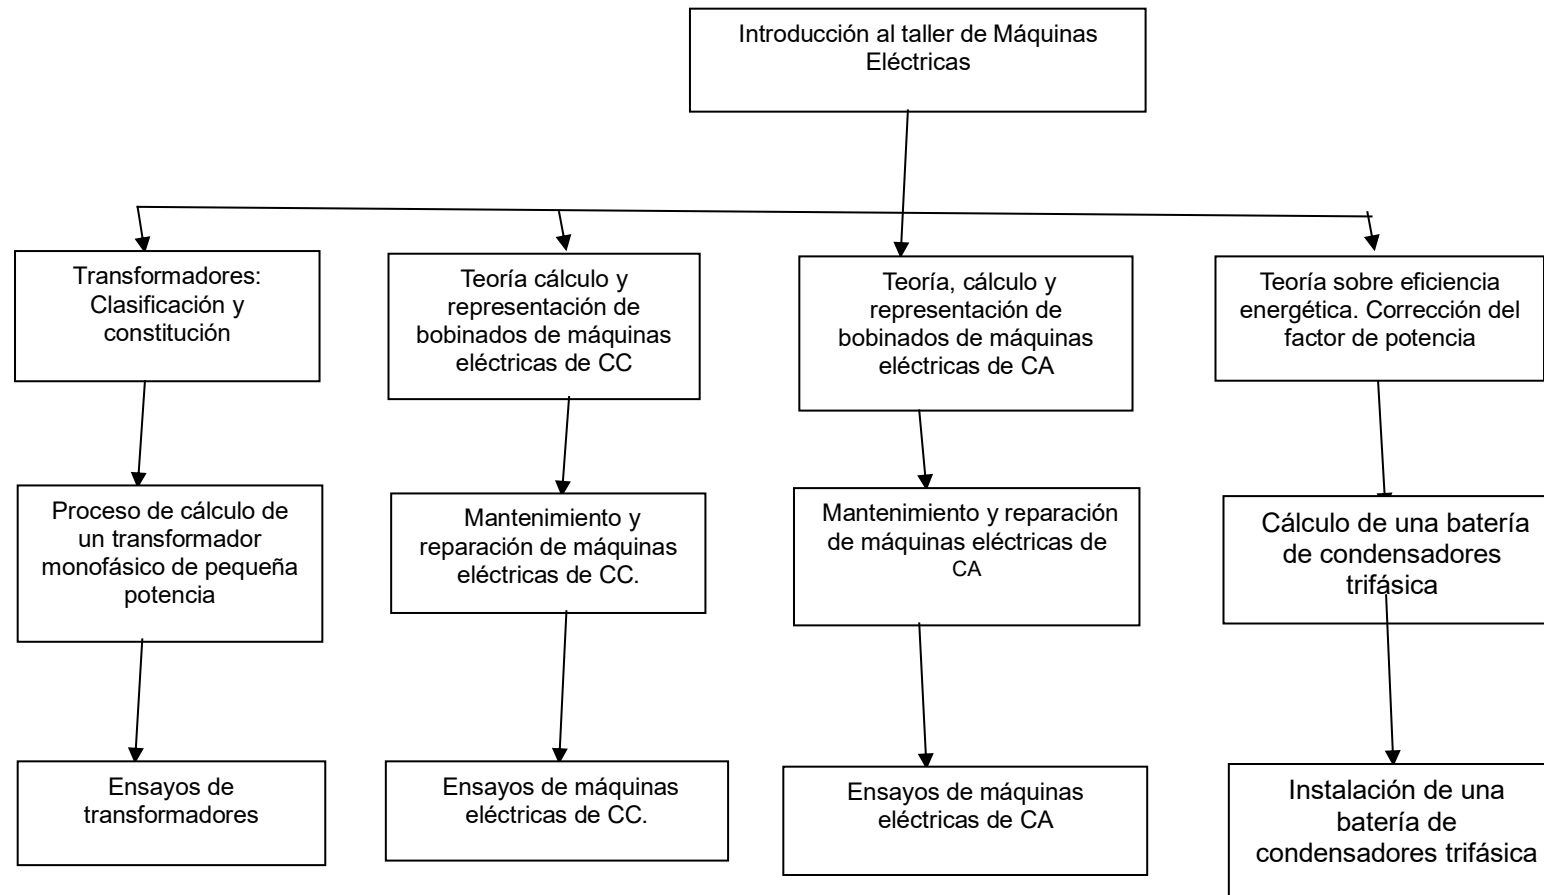 Introducción al taller de Máquinas
Eléctricas
Transformadores:
Clasificación y
constitución
Teoría cálculo y
representación de
bobinados de máquinas
eléctricas de CC
Teoría, cálculo y
representación de
bobinados de máquinas
eléctricas de CA
Teoría sobre eficiencia
energética. Corrección del
factor de potencia
Proceso de cálculo de
un transformador
monofásico de pequeña
potencia
Mantenimiento y
reparación de máquinas
eléctricas de CC.
Mantenimiento y reparación
de máquinas eléctricas de
CA
Cálculo de una batería
de condensadores
trifásica
Ensayos de
transformadores
Ensayos de máquinas
eléctricas de CC.
Ensayos de máquinas
eléctricas de CA
Instalación de una
batería de
condensadores trifásica